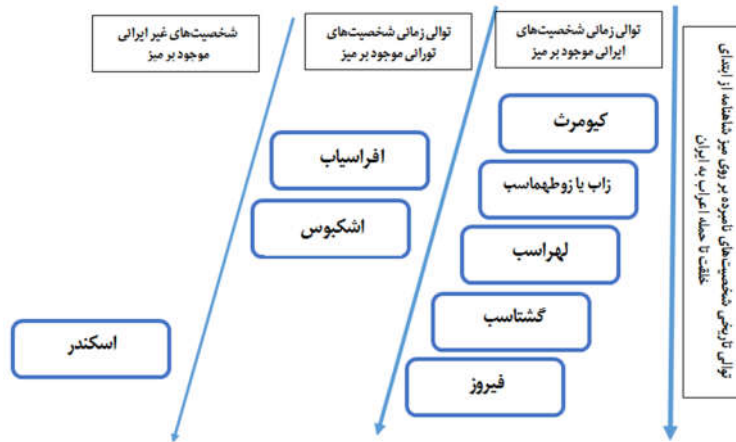 توالی تاریخی شخصیت‌های نامبرده بر روی میز شاهنامه از ابتدای
خلقت تا حمله اعراب به ایران
توالی زمانی شخصیت‌های
ایرانی موجود بر میز
کیومرث
زاب یا زوطهماسب
لهراسب
گشتاسب
فیروز
توالی زمانی شخصیت‌های
تورانی موجود بر میز
افراسیاب
اشکبوس
شخصیت‌های غیر ایرانی
موجود بر میز
اسکندر